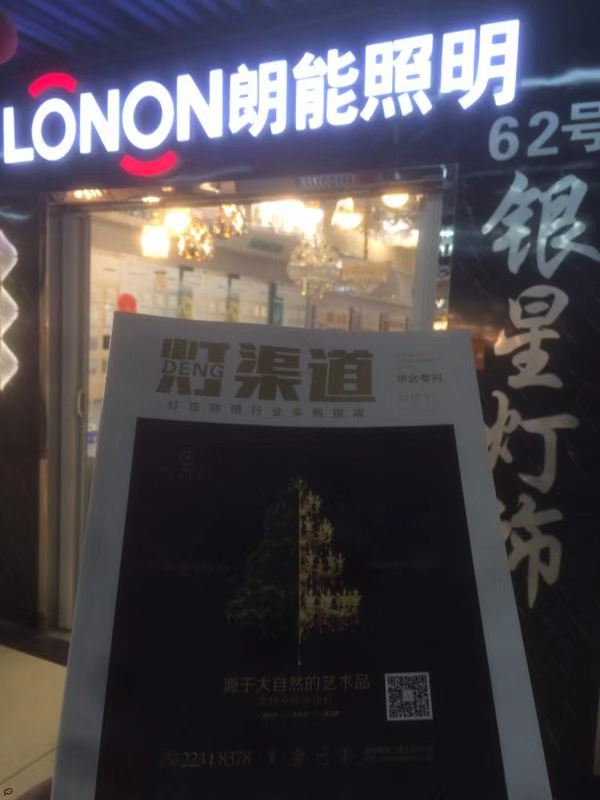 LONON朗能照明
62号
银星灯饰
灯渠道
DENG
华北专刊
灯饰照明行业采购指南
源于大自然的艺术品
2234 8378